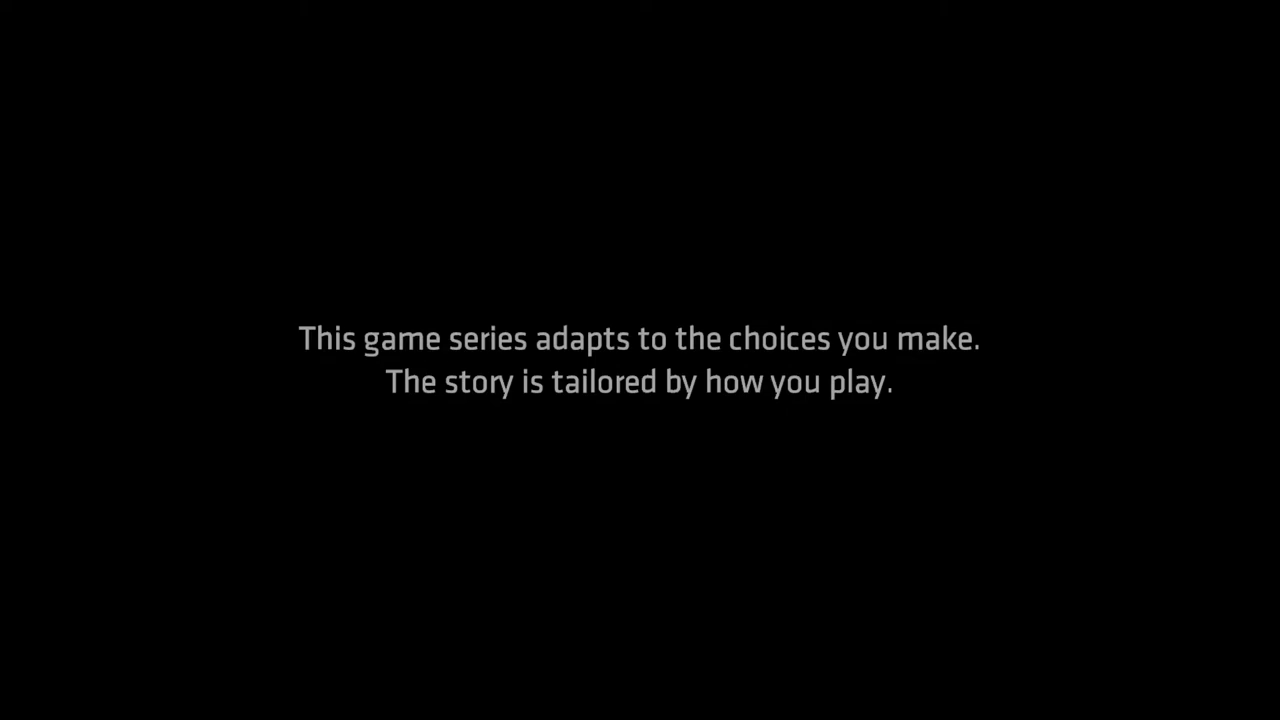 This game series adapts to the choices you make.
The story is tailored by how you play.